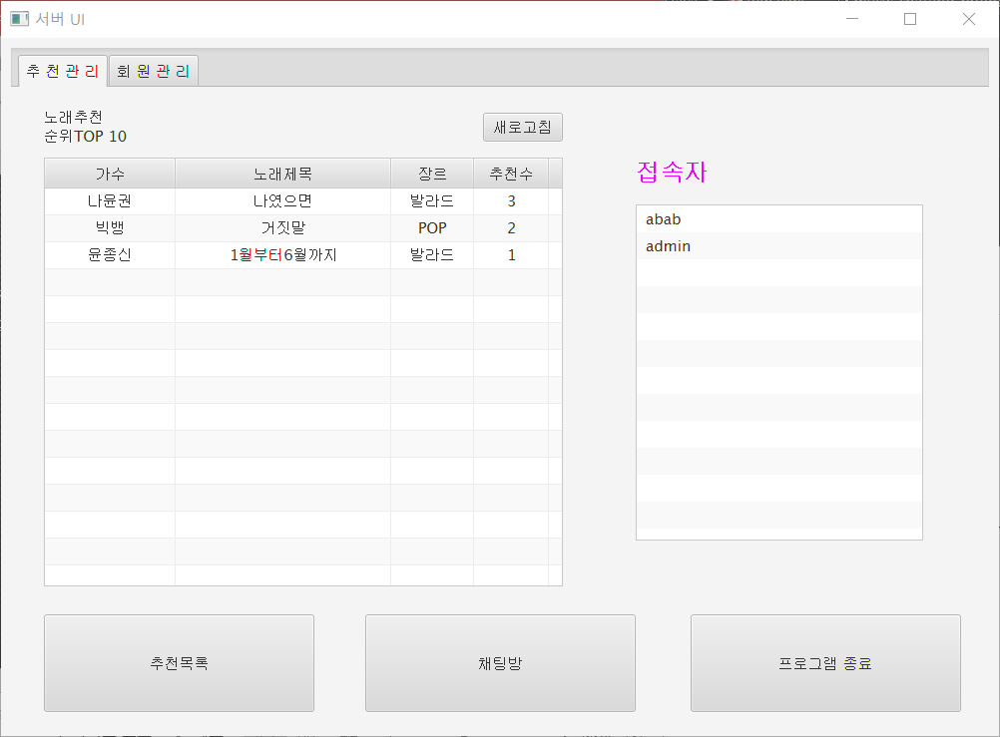 서버 UI
추 천 관 리 회 원 관 리
노래추천
순위TOP 10
새로고침
가수 노래제목 장르 추천수
나윤권 나였으면 발라드 3
빅뱅 거짓말 POP 2
윤종신 1월부터6월까지 발라드 1
접속자
abab
admin
추천목록 채팅방 프로그램 종료